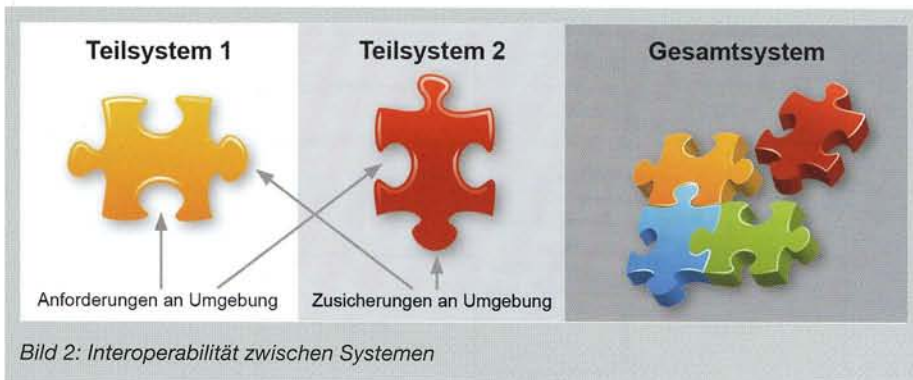 Teilsystem 1
Teilsystem 2
Gesamtsystem
Anforderungen an Umgebung
Zusicherungen an Umgebung
Bild 2: Interoperabilität zwischen Systemen